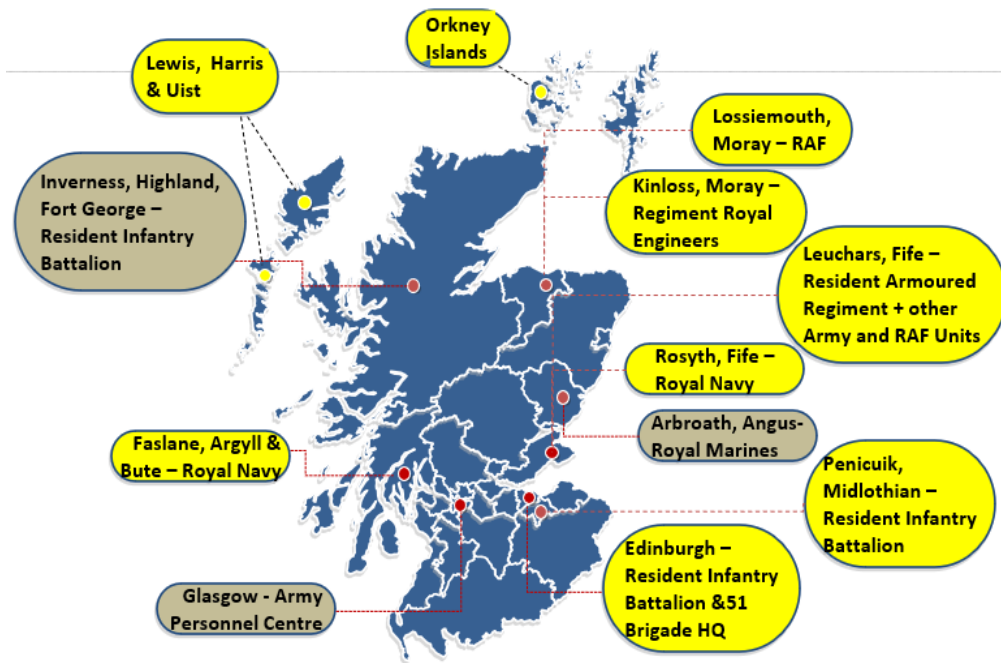 Orkney
Islands
Lewis, Harris
& Uist
Lossiemouth,
Moray – RAF
Inverness, Highland,
Fort George –
Resident Infantry
Battalion
Kinloss, Moray –
Regiment Royal
Engineers
Leuchars, Fife –
Resident Armoured
Regiment + other
Army and RAF Units
Rosyth, Fife –
Royal Navy
Arbroath, Angus-
Royal Marines
Faslane, Argyll &
Bute – Royal Navy
Penicuik,
Midlothian –
Resident Infantry
Battalion
Edinburgh –
Resident Infantry
Battalion &51
Brigade HQ
Glasgow - Army
Personnel Centre